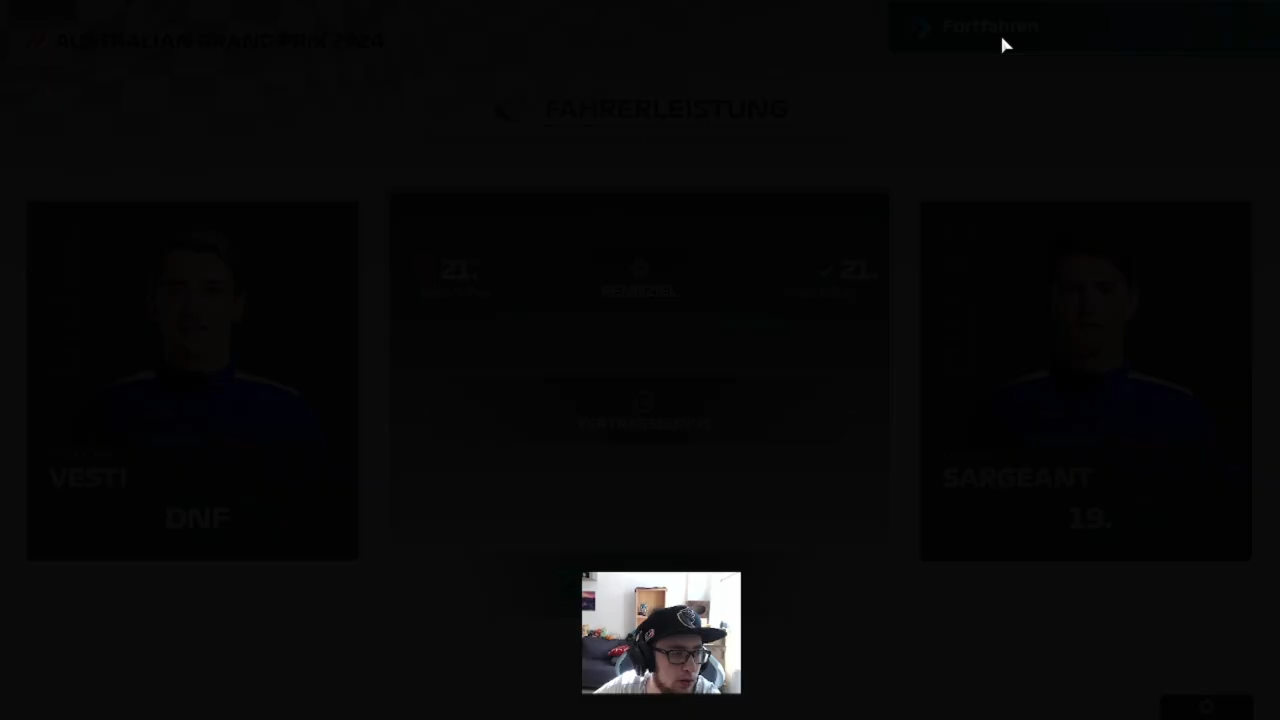 AUSTRALIAN GRAND PRIX 2024
Fortfahren
FAHRERLEISTUNG
21.
RENNZIEL
21.
VESTI
DNF
SARGEANT
19.